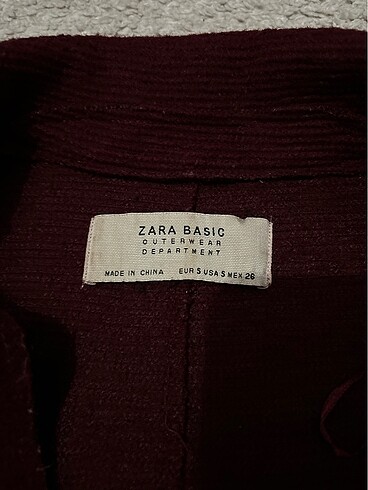 ZARA BASIC
OUTERWEAR
DEPARTMENT
MADE IN CHINA EUR S USA S MEX 26